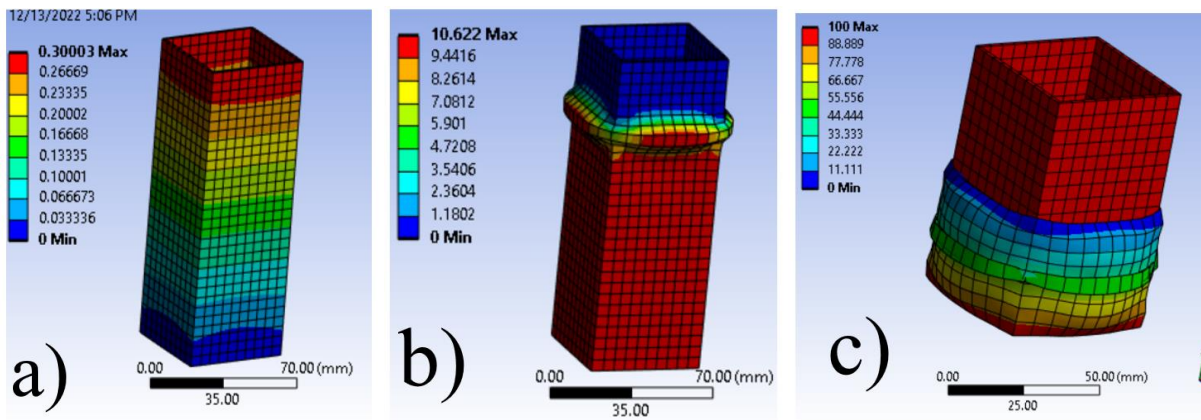 12/13/2022 5:06 PM
0.30003 Max
0.26669
0.23335
0.20002
0.16668
0.13335
0.10001
0.066673
0.033336
0 Min
0.00
70.00 (mm)
35.00
a)
10.622 Max
9.4416
8.2614
7.0812
5.901
4.7208
3.5406
2.3604
1.1802
0 Min
0.00
70.00 (mm)
35.00
b)
100 Max
88.889
77.778
66.667
55.556
44.444
33.333
22.222
11.111
0 Min
0.00
50.00 (mm)
25.00
c)